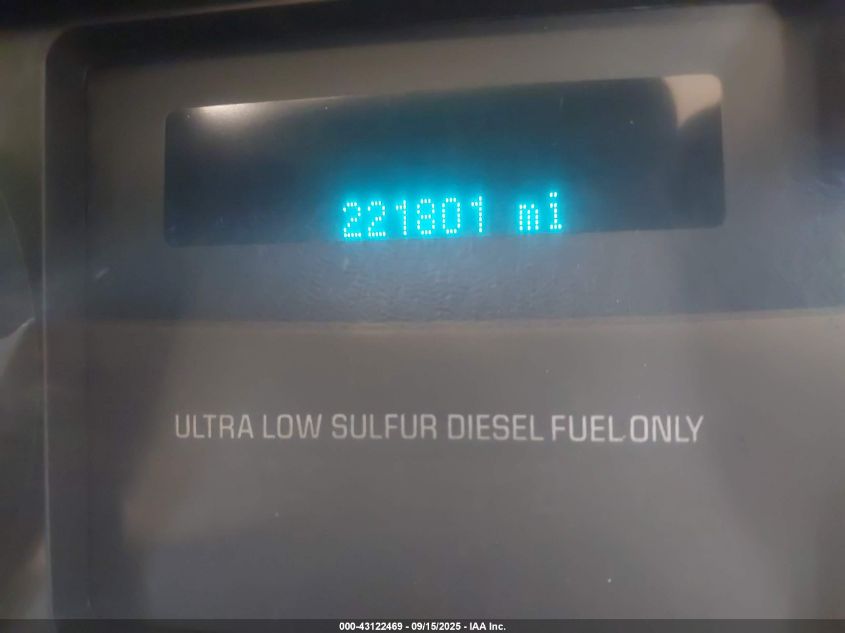 221801 mi
ULTRA LOW SULFUR DIESEL FUEL ONLY
000-43122469 - 09/15/2025 - IAA Inc.